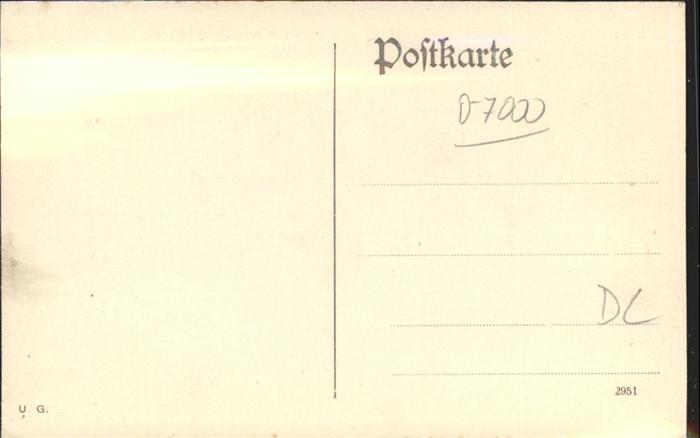 Poſtkarte
D-7000
DL
2951
U. G.